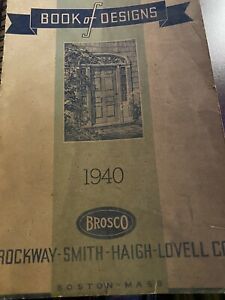 BOOK of DESIGNS
1940
BROSCO
ROCKWAY-SMITH-HAIGH-LOVELL CO
BOSTON-MASS